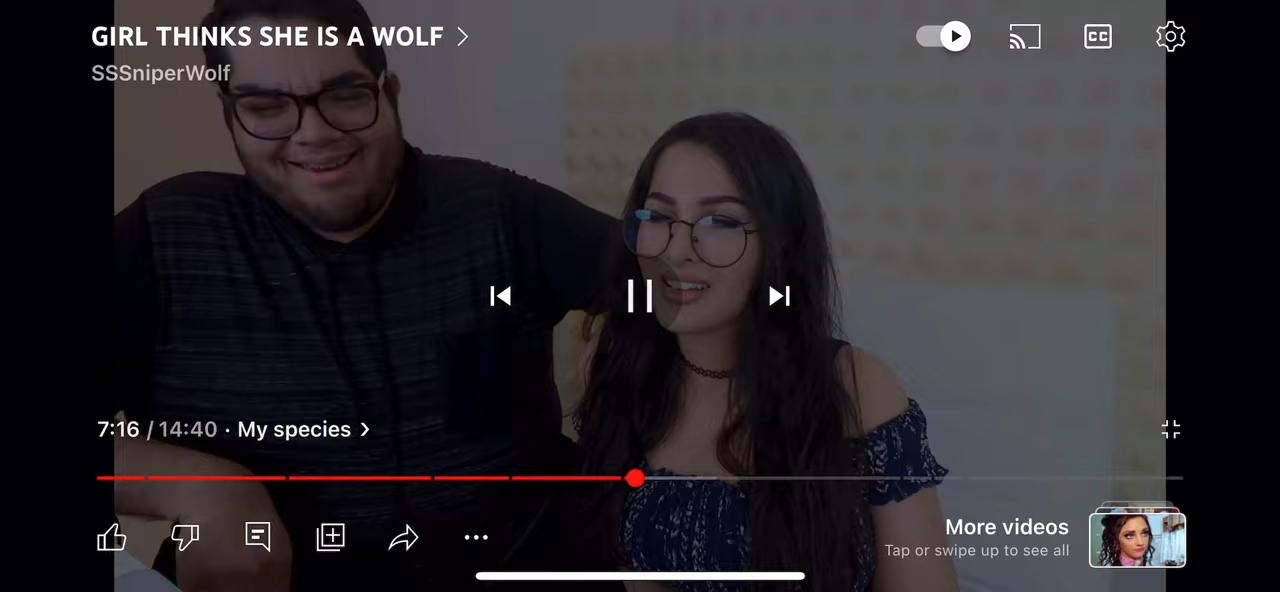 GIRL THINKS SHE IS A WOLF
SSSniperWolf
CC
7:16 / 14:40 · My species
More videos
Tap or swipe up to see all